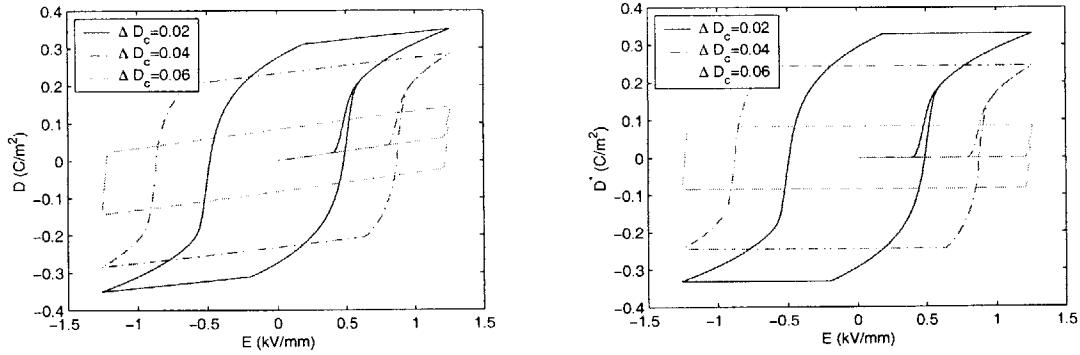 0.4
0.3
0.2
0.1
0
−0.1
−0.2
−0.3
−0.4
D (C/m²)
Δ D_c=0.02
Δ D_c=0.04
Δ D_c=0.06
−1.5 −1 −0.5 0 0.5 1 1.5
E (kV/mm)
0.4
0.3
0.2
0.1
0
−0.1
−0.2
−0.3
−0.4
D* (C/m²)
Δ D_c=0.02
Δ D_c=0.04
Δ D_c=0.06
−1.5 −1 −0.5 0 0.5 1 1.5
E (kV/mm)